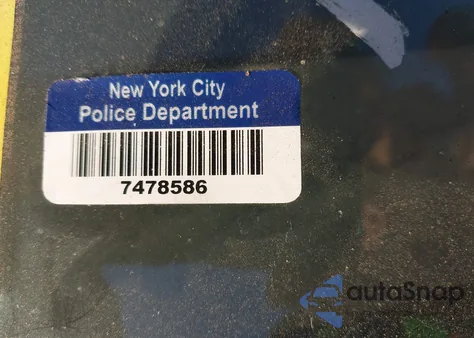 New York City
Police Department
7478586
autoSnap